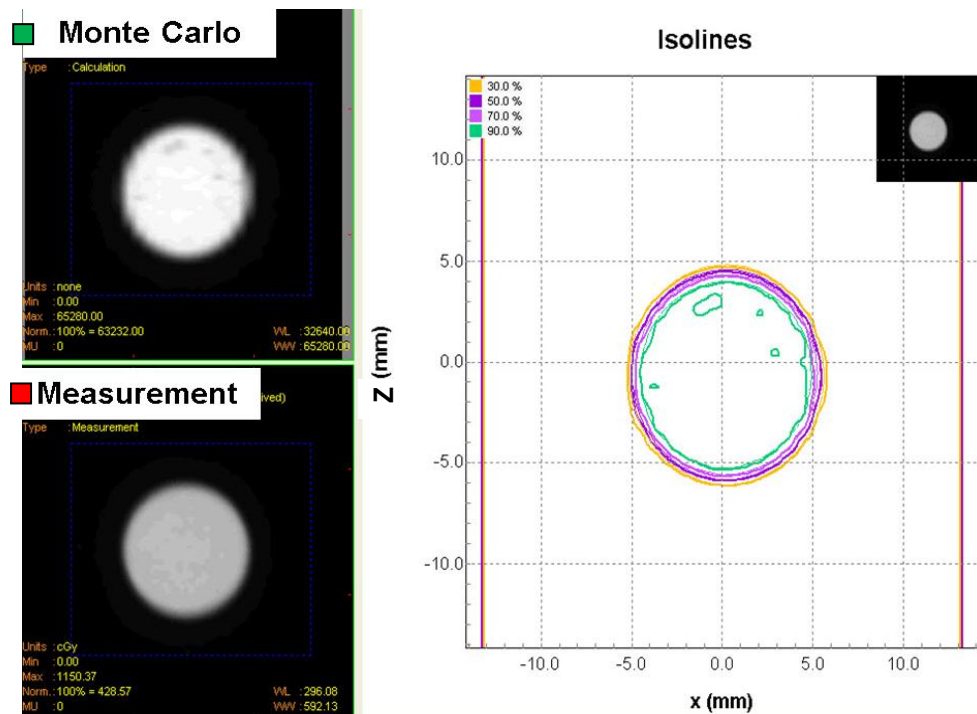 Monte Carlo
Type :Calculation
Units :none
Min :0.00
Max :65280.00
Norm. :100% = 63232.00
MU :0
WL :32640.00
WW :65280.00
Measurement
ived)
Type :Measurement
Units :cGy
Min :0.00
Max :1150.37
Norm. :100% = 428.57
MU :0
WL :296.08
WW :592.13
Isolines
30.0 %
50.0 %
70.0 %
90.0 %
10.0
5.0
0.0
-5.0
-10.0
Z (mm)
-10.0 -5.0 0.0 5.0 10.0
x (mm)